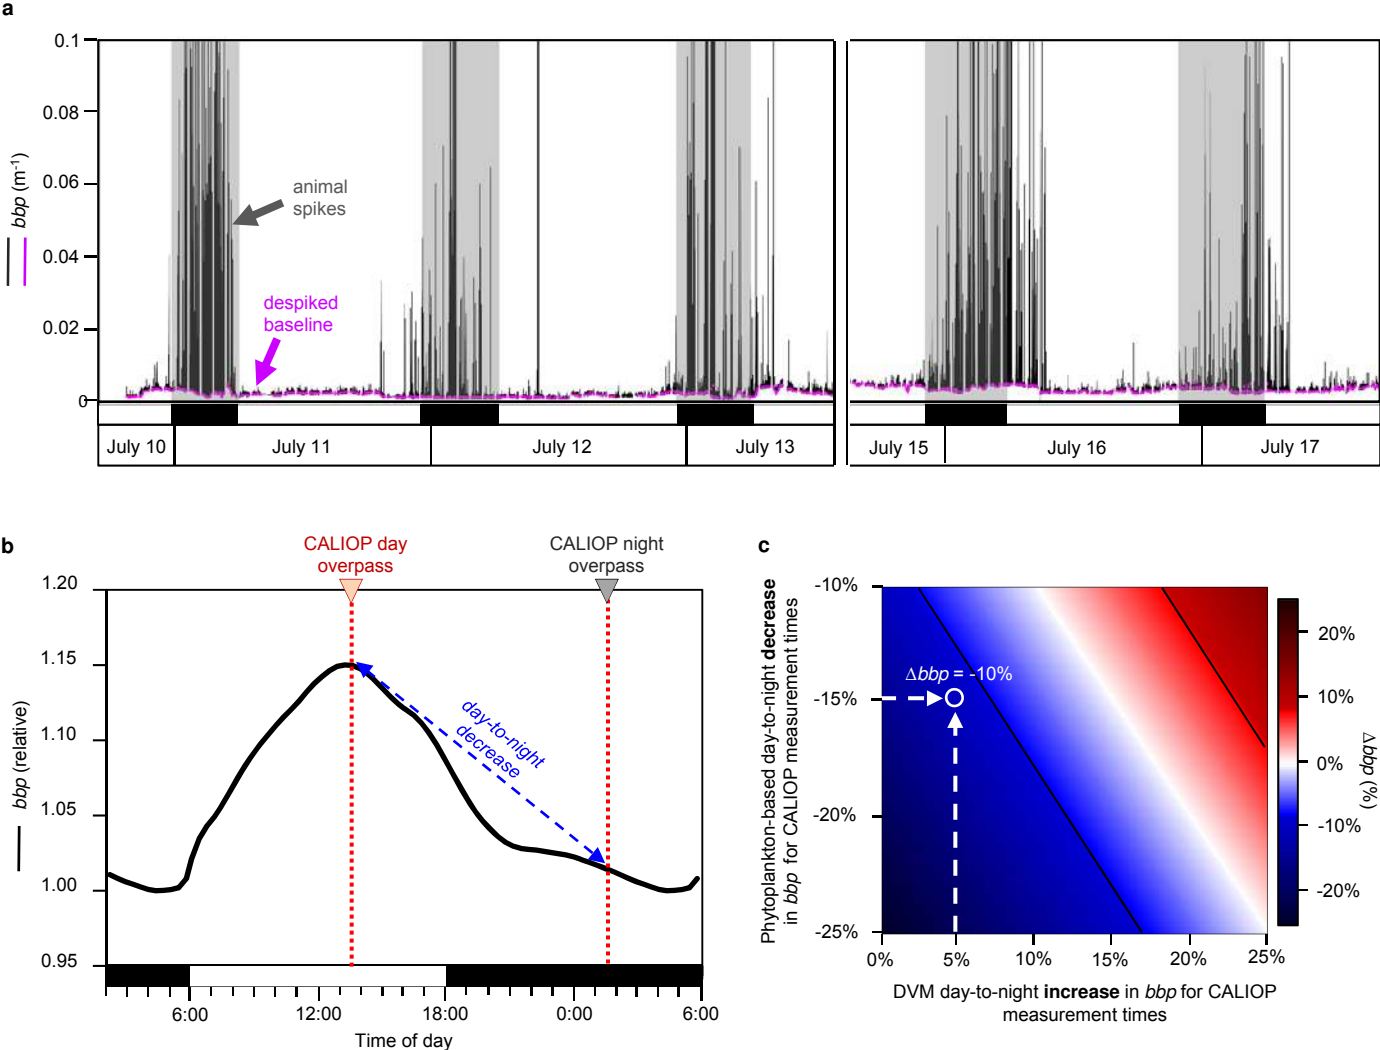 a
0.1
0.08
0.06
0.04
0.02
0
bbp (m-1)
animal
spikes
despiked
baseline
July 10
July 11
July 12
July 13
July 15
July 16
July 17
b
CALIOP day
overpass
CALIOP night
overpass
1.20
1.15
1.10
1.05
1.00
0.95
bbp (relative)
day-to-night
decrease
6:00
12:00
18:00
0:00
6:00
Time of day
c
Phytoplankton-based day-to-night decrease
in bbp for CALIOP measurement times
-10%
-15%
-20%
-25%
Δbbp = -10%
0%
5%
10%
15%
20%
25%
DVM day-to-night increase in bbp for CALIOP
measurement times
20%
10%
0%
-10%
-20%
Δbbp (%)